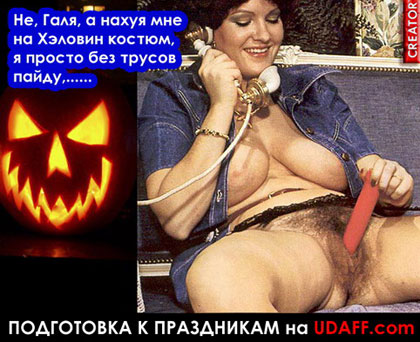 Не, Галя, а нахуя мне
на Хэловин костюм,
я просто без трусов
пайду,......
CREATOR
ПОДГОТОВКА К ПРАЗДНИКАМ на UDAFF.com